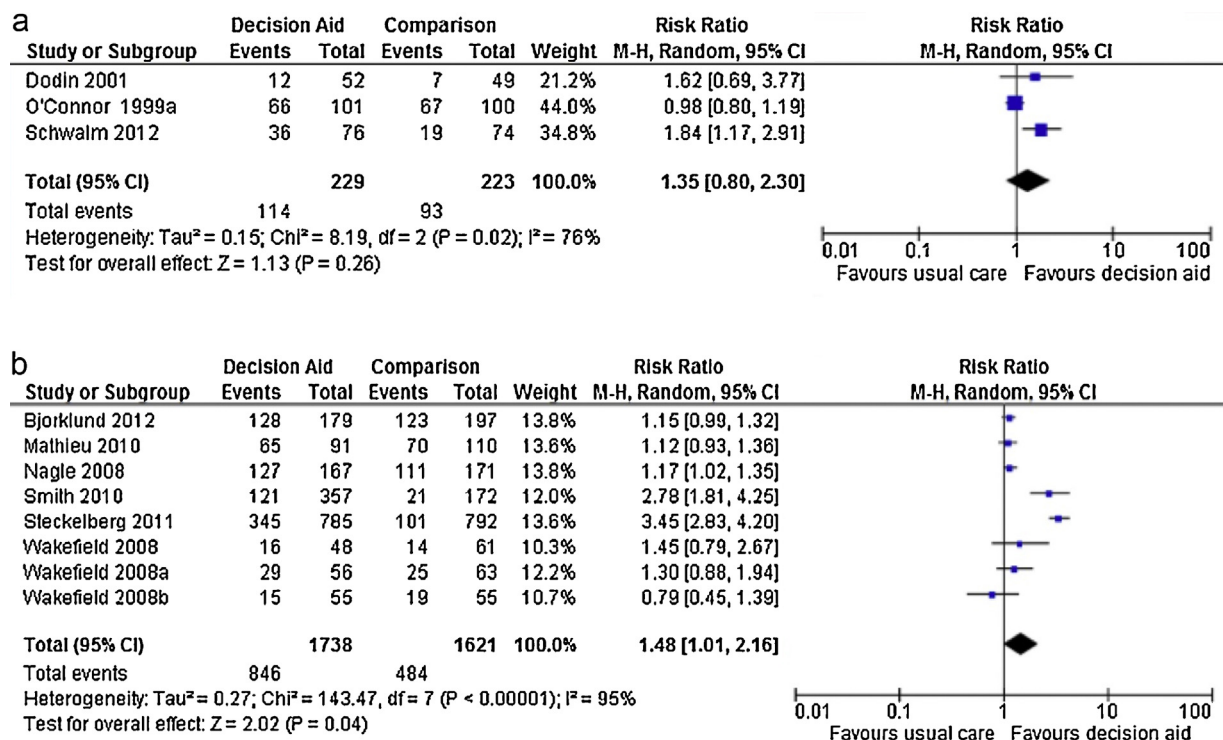 a
Decision Aid Comparison Risk Ratio Risk Ratio
Study or Subgroup Events Total Events Total Weight M-H, Random, 95% CI M-H, Random, 95% CI
Dodin 2001 12 52 7 49 21.2% 1.62 [0.69, 3.77]
O'Connor 1999a 66 101 67 100 44.0% 0.98 [0.80, 1.19]
Schwalm 2012 36 76 19 74 34.8% 1.84 [1.17, 2.91]
Total (95% CI) 229 223 100.0% 1.35 [0.80, 2.30]
Total events 114 93
Heterogeneity: Tau² = 0.15; Chi² = 8.19, df = 2 (P = 0.02); I² = 76%
Test for overall effect: Z = 1.13 (P = 0.26)
0.01 0.1 1 10 100
Favours usual care Favours decision aid
b
Decision Aid Comparison Risk Ratio Risk Ratio
Study or Subgroup Events Total Events Total Weight M-H, Random, 95% CI M-H, Random, 95% CI
Bjorklund 2012 128 179 123 197 13.8% 1.15 [0.99, 1.32]
Mathieu 2010 65 91 70 110 13.6% 1.12 [0.93, 1.36]
Nagle 2008 127 167 111 171 13.8% 1.17 [1.02, 1.35]
Smith 2010 121 357 21 172 12.0% 2.78 [1.81, 4.25]
Steckelberg 2011 345 785 101 792 13.6% 3.45 [2.83, 4.20]
Wakefield 2008 16 48 14 61 10.3% 1.45 [0.79, 2.67]
Wakefield 2008a 29 56 25 63 12.2% 1.30 [0.88, 1.94]
Wakefield 2008b 15 55 19 55 10.7% 0.79 [0.45, 1.39]
Total (95% CI) 1738 1621 100.0% 1.48 [1.01, 2.16]
Total events 846 484
Heterogeneity: Tau² = 0.27; Chi² = 143.47, df = 7 (P < 0.00001); I² = 95%
Test for overall effect: Z = 2.02 (P = 0.04)
0.01 0.1 1 10 100
Favours usual care Favours decision aid